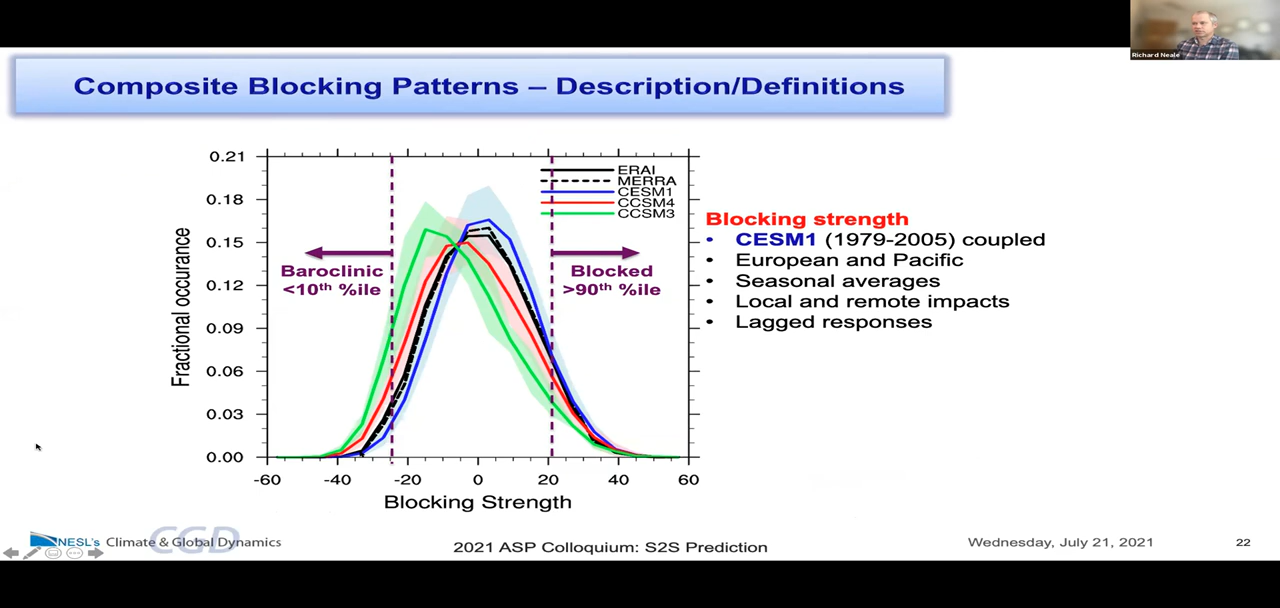 Richard Neale
Composite Blocking Patterns – Description/Definitions
0.21
0.18
0.15
0.12
0.09
0.06
0.03
0.00
Fractional occurance
ERAI
MERRA
CESM1
CCSM4
CCSM3
Baroclinic
<10th %ile
Blocked
>90th %ile
-60
-40
-20
0
20
40
60
Blocking Strength
Blocking strength
• CESM1 (1979-2005) coupled
• European and Pacific
• Seasonal averages
• Local and remote impacts
• Lagged responses
NESL's Climate & Global Dynamics
CGD
2021 ASP Colloquium: S2S Prediction
Wednesday, July 21, 2021
22